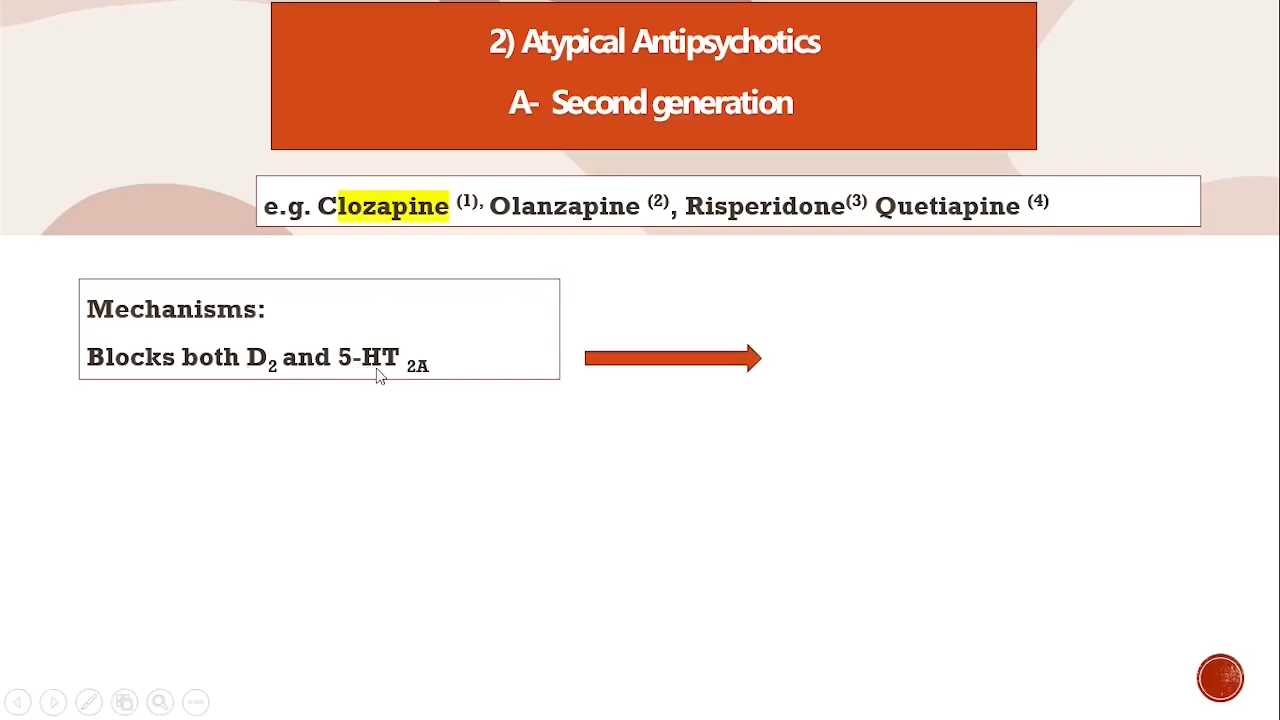 2) Atypical Antipsychotics
A- Second generation
e.g. Clozapine (1), Olanzapine (2), Risperidone(3) Quetiapine (4)
Mechanisms:
Blocks both D2 and 5-HT 2A